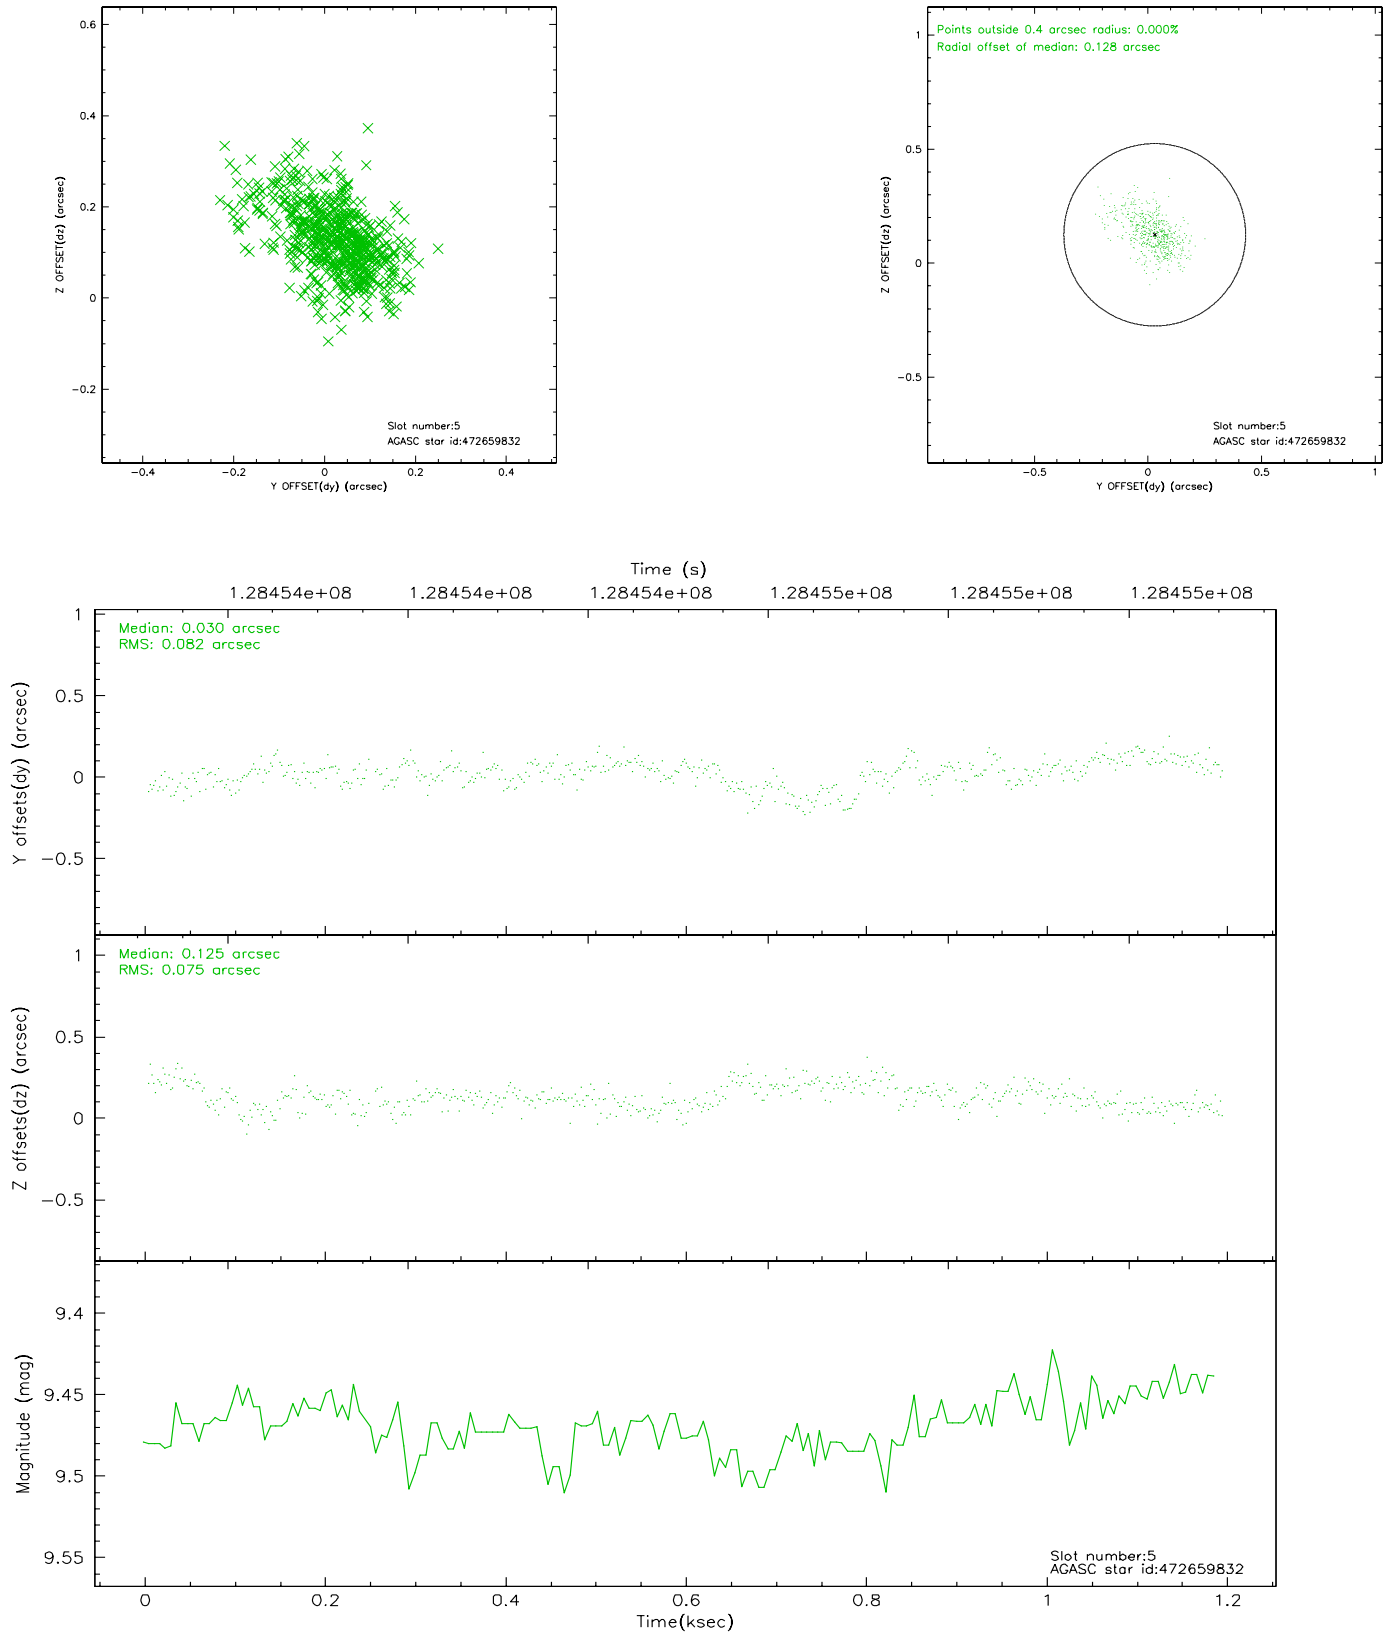 0.6
0.4
0.2
0
−0.2
Z OFFSET(dz) (arcsec)
Slot number:5
AGASC star id:472659832
−0.4
−0.2
0
0.2
0.4
Y OFFSET(dy) (arcsec)
Points outside 0.4 arcsec radius: 0.000%
Radial offset of median: 0.128 arcsec
1
0.5
0
−0.5
Z OFFSET(dz) (arcsec)
Slot number:5
AGASC star id:472659832
−0.5
0
0.5
1
Y OFFSET(dy) (arcsec)
Time (s)
1.28454e+08
1.28454e+08
1.28454e+08
1.28455e+08
1.28455e+08
1.28455e+08
Median: 0.030 arcsec
RMS: 0.082 arcsec
1
0.5
0
−0.5
Y offsets(dy) (arcsec)
Median: 0.125 arcsec
RMS: 0.075 arcsec
1
0.5
0
−0.5
Z offsets(dz) (arcsec)
9.4
9.45
9.5
9.55
Magnitude (mag)
Slot number:5
AGASC star id:472659832
0
0.2
0.4
0.6
0.8
1
1.2
Time(ksec)